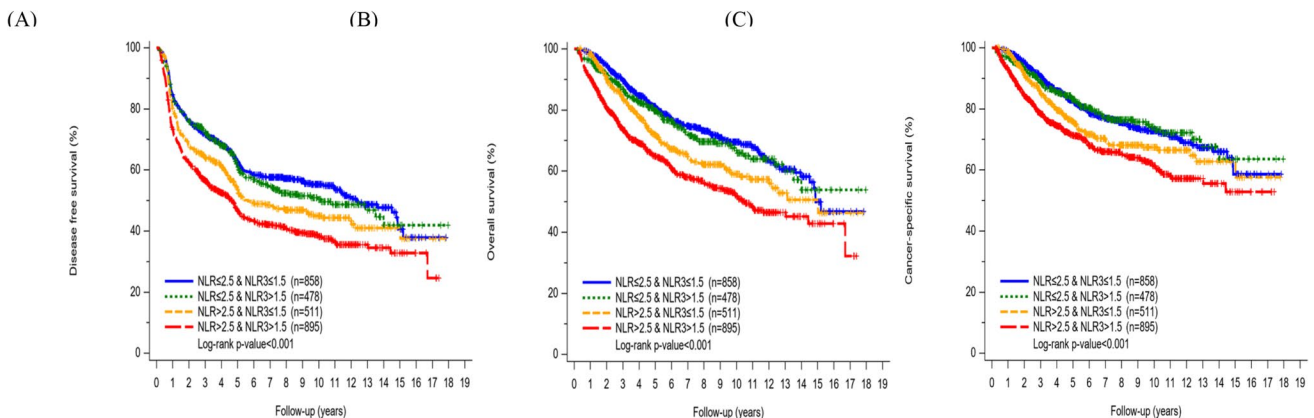 (A)
(B)
(C)
Disease free survival (%)
100
80
60
40
20
0
NLR≤2.5 & NLR3≤1.5 (n=858)
NLR≤2.5 & NLR3>1.5 (n=478)
NLR>2.5 & NLR3≤1.5 (n=511)
NLR>2.5 & NLR3>1.5 (n=895)
Log-rank p-value<0.001
0 1 2 3 4 5 6 7 8 9 10 11 12 13 14 15 16 17 18 19
Follow-up (years)
Overall survival (%)
100
80
60
40
20
0
NLR≤2.5 & NLR3≤1.5 (n=858)
NLR≤2.5 & NLR3>1.5 (n=478)
NLR>2.5 & NLR3≤1.5 (n=511)
NLR>2.5 & NLR3>1.5 (n=895)
Log-rank p-value<0.001
0 1 2 3 4 5 6 7 8 9 10 11 12 13 14 15 16 17 18 19
Follow-up (years)
Cancer-specific survival (%)
100
80
60
40
20
0
NLR≤2.5 & NLR3≤1.5 (n=858)
NLR≤2.5 & NLR3>1.5 (n=478)
NLR>2.5 & NLR3≤1.5 (n=511)
NLR>2.5 & NLR3>1.5 (n=895)
Log-rank p-value<0.001
0 1 2 3 4 5 6 7 8 9 10 11 12 13 14 15 16 17 18 19
Follow-up (years)